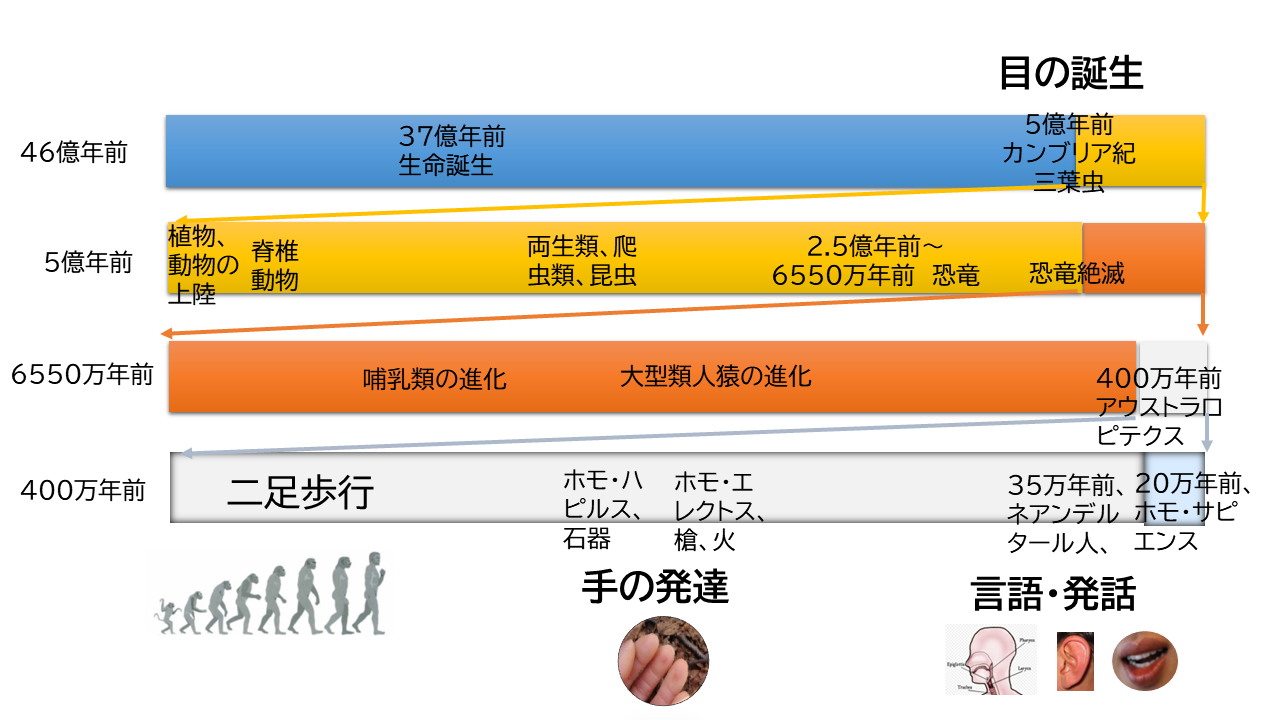 目の誕生
46億年前
37億年前
生命誕生
5億年前
カンブリア紀
三葉虫
5億年前
植物、
動物の
上陸
脊椎
動物
両生類、爬
虫類、昆虫
2.5億年前～
6550万年前　恐竜
恐竜絶滅
6550万年前
哺乳類の進化
大型類人猿の進化
400万年前
アウストラロ
ピテクス
400万年前
二足歩行
ホモ・ハ
ピルス、
石器
ホモ・エ
レクトス、
槍、火
35万年前、
ネアンデル
タール人、
20万年前、
ホモ・サピ
エンス
手の発達
言語・発話
Pharynx
Epiglottis
Larynx
Trachea